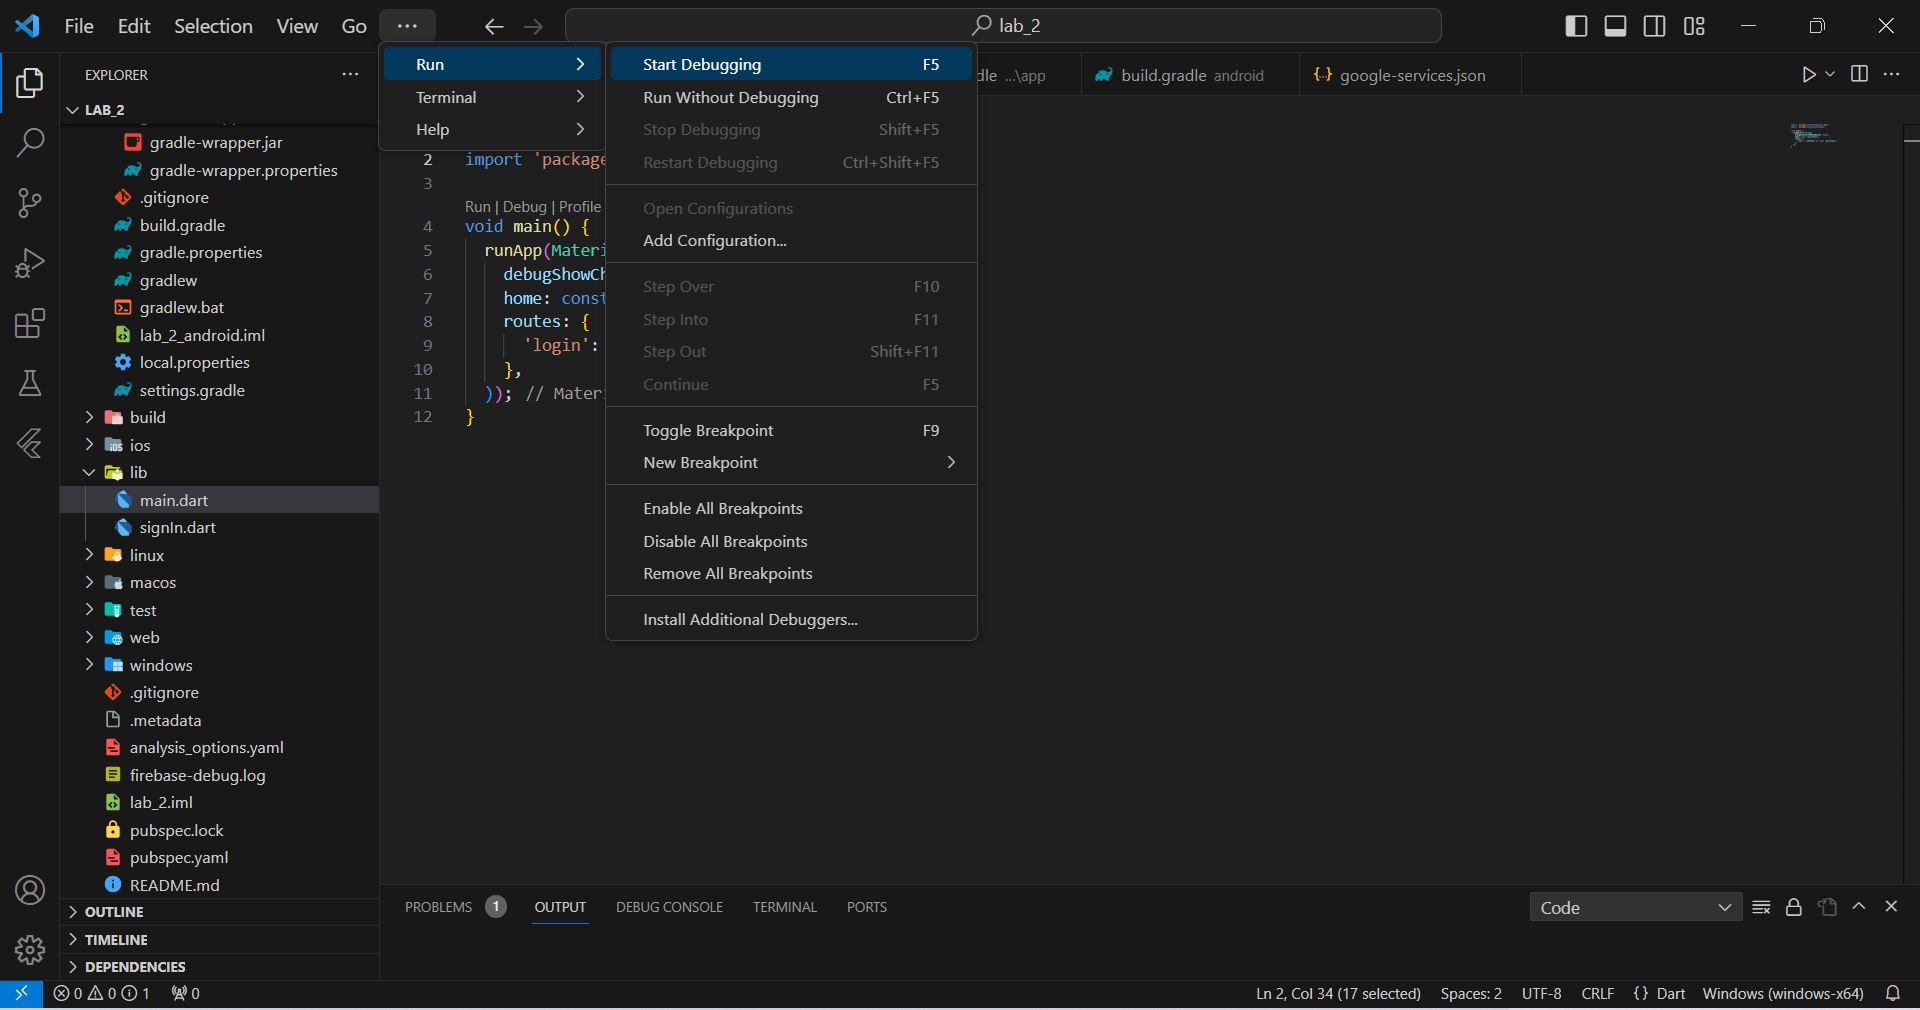 File Edit Selection View Go ... lab_2
EXPLORER
LAB_2
gradle-wrapper.jar
gradle-wrapper.properties
.gitignore
build.gradle
gradle.properties
gradlew
gradlew.bat
lab_2_android.iml
local.properties
settings.gradle
build
ios
lib
main.dart
signIn.dart
linux
macos
test
web
windows
.gitignore
.metadata
analysis_options.yaml
firebase-debug.log
lab_2.iml
pubspec.lock
pubspec.yaml
README.md
OUTLINE
TIMELINE
DEPENDENCIES
Run
Terminal
Help
Start Debugging F5
Run Without Debugging Ctrl+F5
Stop Debugging Shift+F5
Restart Debugging Ctrl+Shift+F5
Open Configurations
Add Configuration...
Step Over F10
Step Into F11
Step Out Shift+F11
Continue F5
Toggle Breakpoint F9
New Breakpoint
Enable All Breakpoints
Disable All Breakpoints
Remove All Breakpoints
Install Additional Debuggers...
dle ...\app build.gradle android google-services.json
2 import 'package
3
Run | Debug | Profile
4 void main() {
5 runApp(Materi
6 debugShowCh
7 home: const
8 routes: {
9 'login':
10 },
11 )); // Mater
12 }
PROBLEMS 1 OUTPUT DEBUG CONSOLE TERMINAL PORTS Code
0 0 1 0 Ln 2, Col 34 (17 selected) Spaces: 2 UTF-8 CRLF {} Dart Windows (windows-x64)